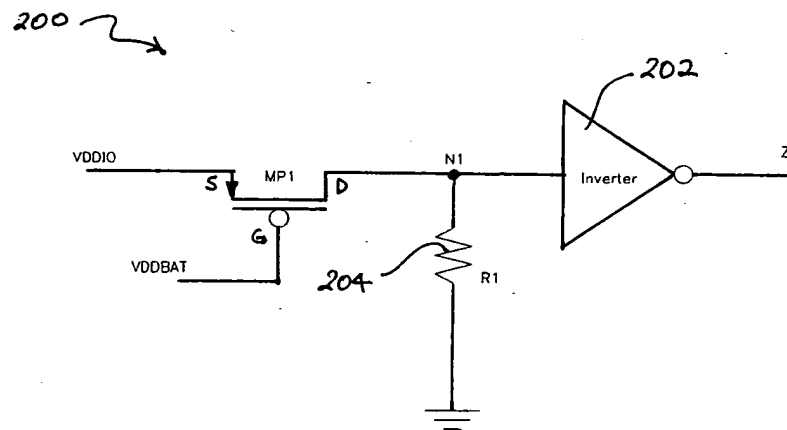 200
202
Z
VDDIO
MP1
N1
Inverter
S
D
G
VDDBAT
204
R1